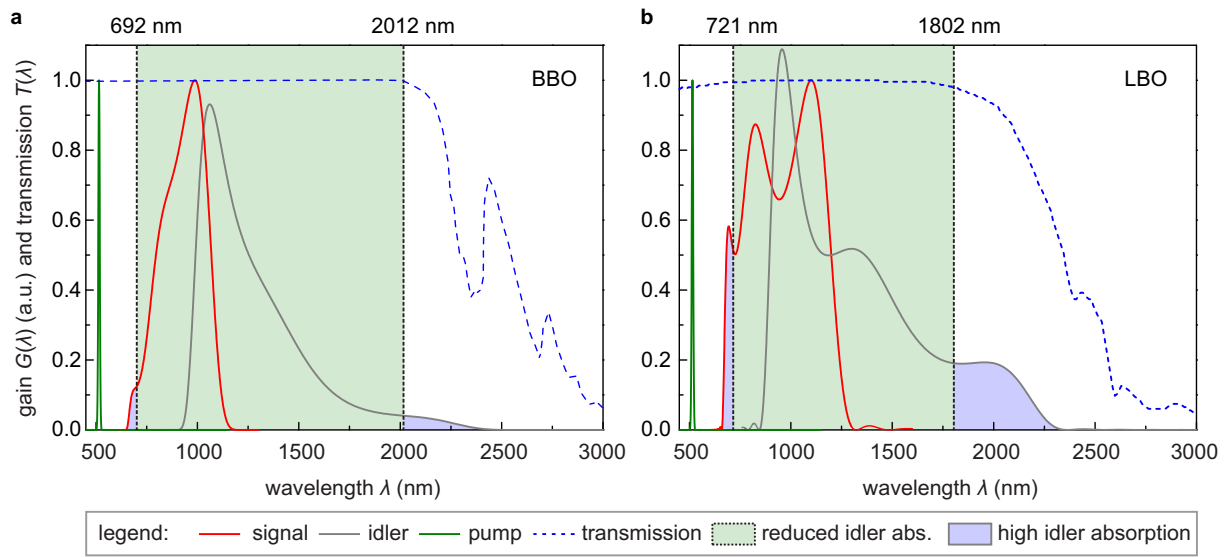 a
692 nm
2012 nm
BBO
gain G(λ) (a.u.) and transmission T(λ)
1.0
0.8
0.6
0.4
0.2
0.0
500
1000
1500
2000
2500
3000
wavelength λ (nm)
b
721 nm
1802 nm
LBO
1.0
0.8
0.6
0.4
0.2
0.0
500
1000
1500
2000
2500
3000
wavelength λ (nm)
legend: signal idler pump transmission reduced idler abs. high idler absorption